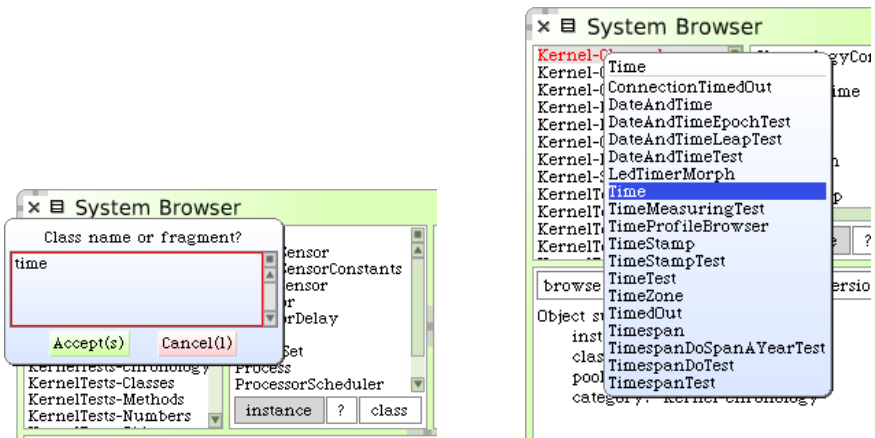 System Browser
Class name or fragment?
time
Accept(s)
Cancel(l)
Sensor
SensorConstants
Sensor
Delay
Set
Process
ProcessorScheduler
KernelTests-Chronology
KernelTests-Classes
KernelTests-Methods
KernelTests-Numbers
instance
?
class
System Browser
Time
ConnectionTimedOut
DateAndTime
DateAndTimeEpochTest
DateAndTimeLeapTest
DateAndTimeTest
LedTimerMorph
Time
TimeMeasuringTest
TimeProfileBrowser
TimeStamp
TimeStampTest
TimeTest
TimeZone
TimedOut
Timespan
TimespanDoSpanAYearTest
TimespanDoTest
TimespanTest
Kernel-
Kernel-
Kernel-
Kernel-
Kernel-
Kernel-
Kernel-
Kernel-
KernelT
KernelT
KernelT
KernelT
?
browse
Object
inst
clas
pool
category: Kernel-Chronology